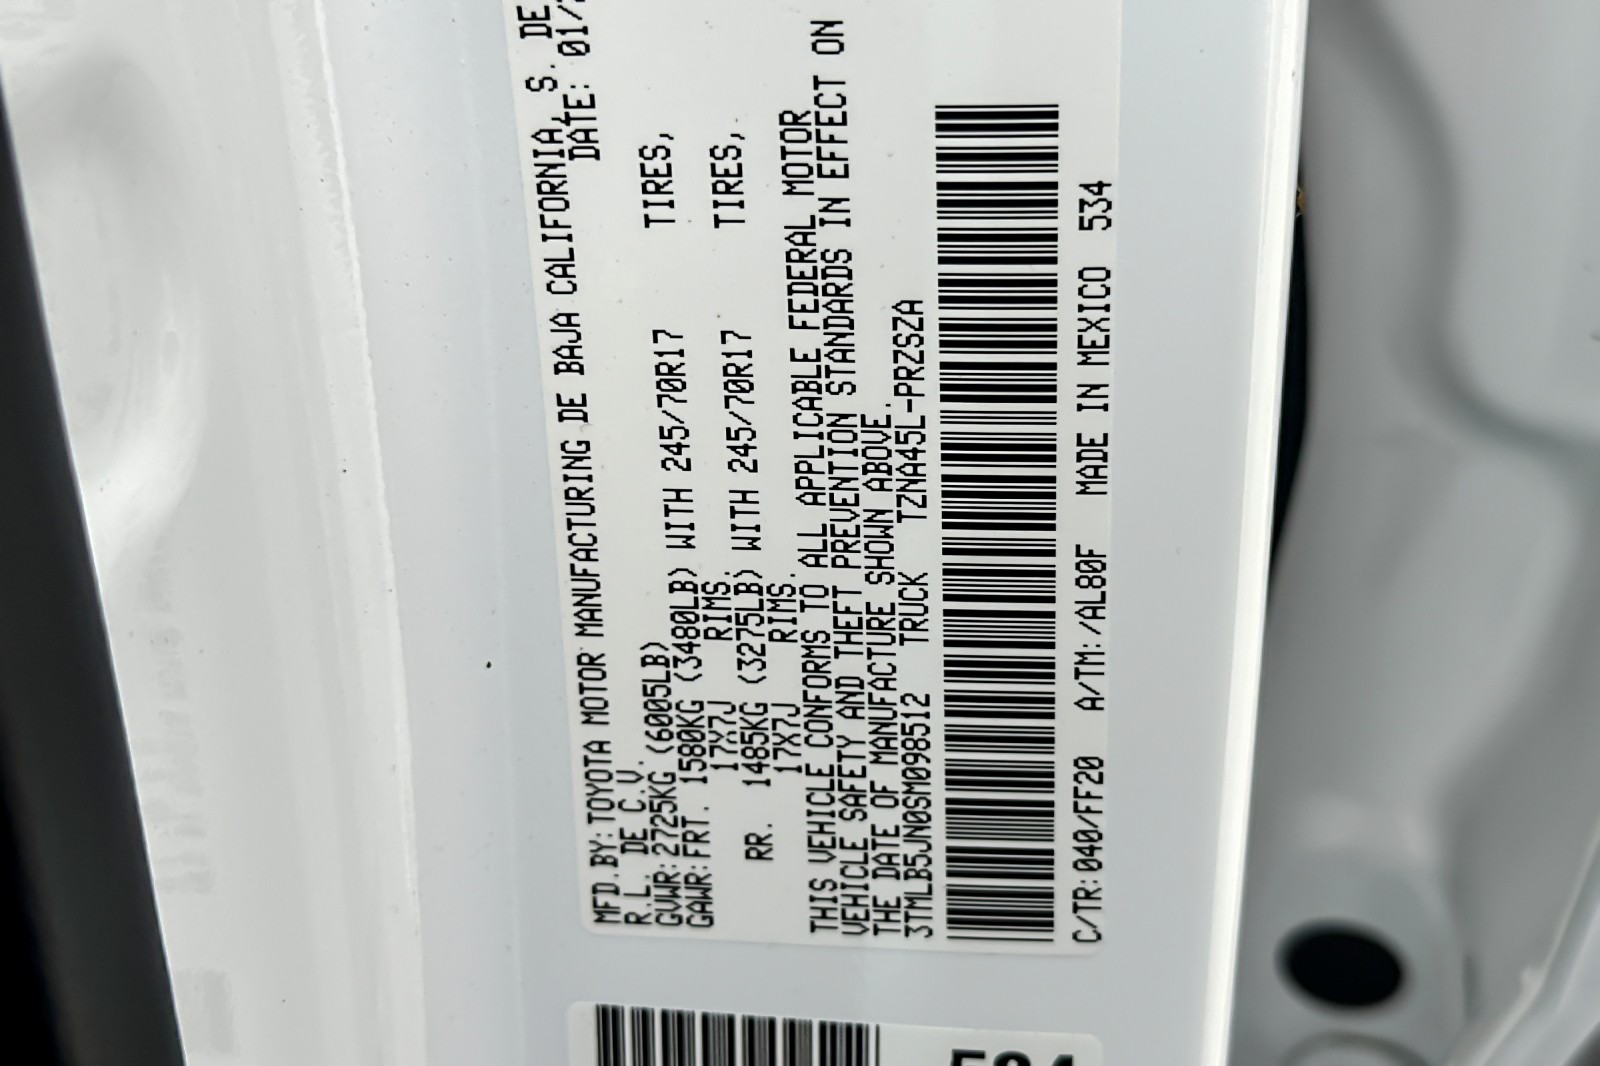 MFD.BY:TOYOTA MOTOR MANUFACTURING DE BAJA CALIFORNIA, S. DE
R.L. DE C.V. DATE: 01/
GVWR:2725KG (6005LB)
GAWR:FRT. 1580KG (3480LB) WITH 245/70R17 TIRES,
17X7J RIMS.
RR. 1485KG (3275LB) WITH 245/70R17 TIRES,
17X7J RIMS.
THIS VEHICLE CONFORMS TO ALL APPLICABLE FEDERAL MOTOR
VEHICLE SAFETY AND THEFT PREVENTION STANDARDS IN EFFECT ON
THE DATE OF MANUFACTURE SHOWN ABOVE.
3TMLB5JN0SM098512 TRUCK TZNA45L-PRZSZA
C/TR:040/FF20 A/TM:/AL80F MADE IN MEXICO 534